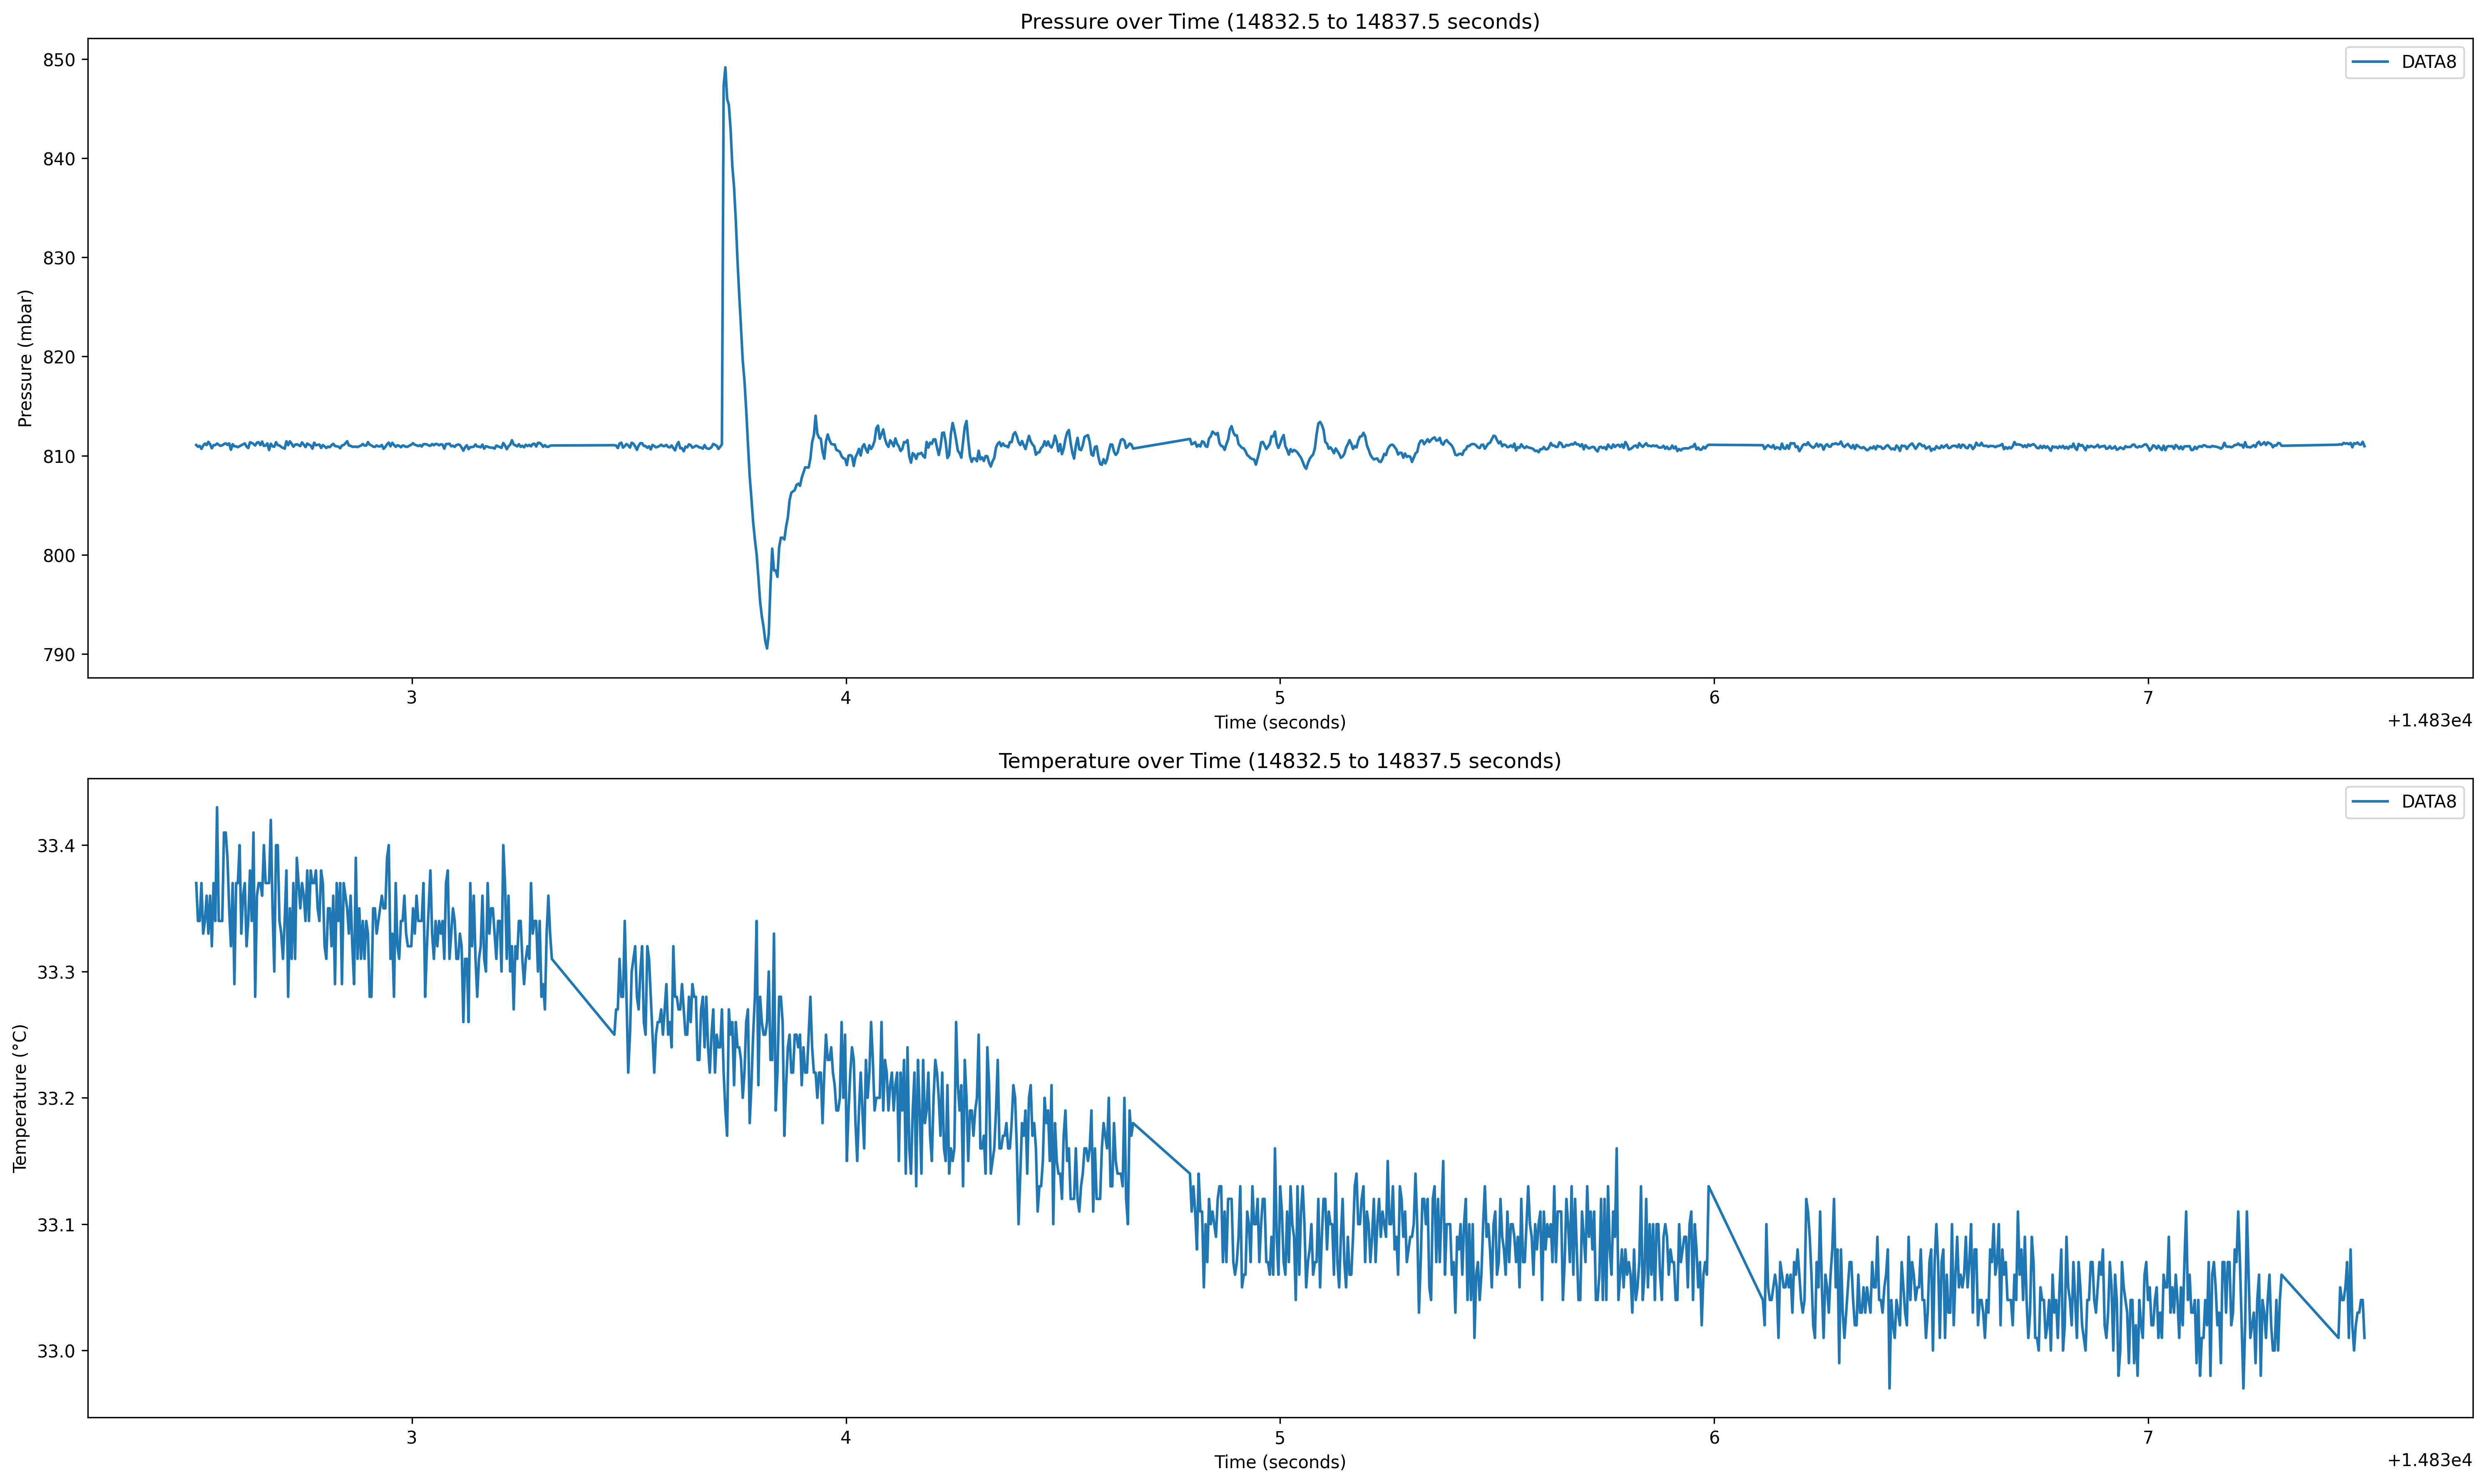 Pressure over Time (14832.5 to 14837.5 seconds)
DATA8
850
840
830
820
810
800
790
Pressure (mbar)
3 4 5 6 7
Time (seconds)
+1.483e4
Temperature over Time (14832.5 to 14837.5 seconds)
DATA8
33.4
33.3
33.2
33.1
33.0
Temperature (°C)
3 4 5 6 7
Time (seconds)
+1.483e4